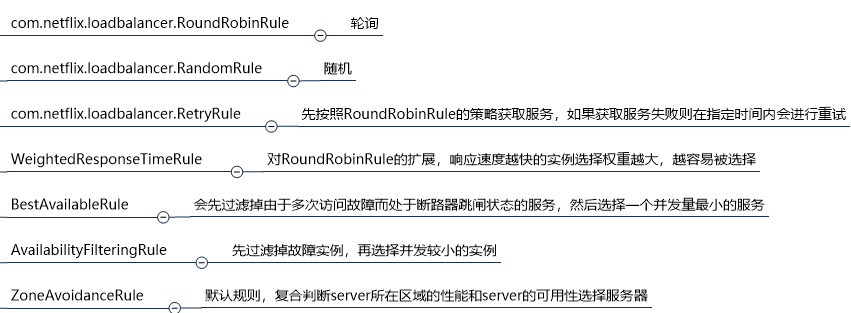 com.netflix.loadbalancer.RoundRobinRule 轮询
com.netflix.loadbalancer.RandomRule 随机
com.netflix.loadbalancer.RetryRule 先按照RoundRobinRule的策略获取服务，如果获取服务失败则在指定时间内会进行重试
WeightedResponseTimeRule 对RoundRobinRule的扩展，响应速度越快的实例选择权重越大，越容易被选择
BestAvailableRule 会先过滤掉由于多次访问故障而处于断路器跳闸状态的服务，然后选择一个并发量最小的服务
AvailabilityFilteringRule 先过滤掉故障实例，再选择并发较小的实例
ZoneAvoidanceRule 默认规则，复合判断server所在区域的性能和server的可用性选择服务器